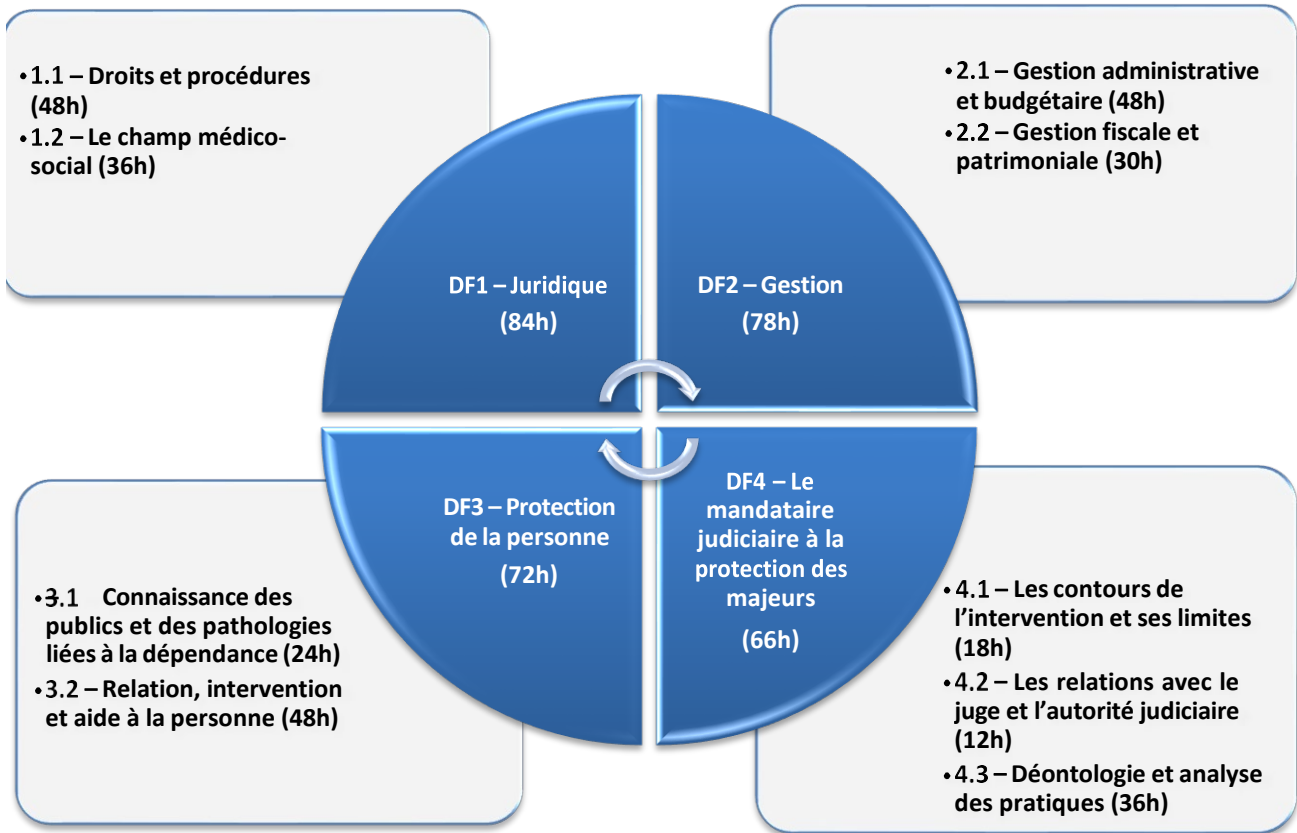 •1.1 – Droits et procédures
(48h)
•1.2 – Le champ médico-
social (36h)
•2.1 – Gestion administrative
et budgétaire (48h)
•2.2 – Gestion fiscale et
patrimoniale (30h)
DF1 – Juridique
(84h)
DF2 – Gestion
(78h)
DF3 – Protection
de la personne
(72h)
DF4 – Le
mandataire
judiciaire à la
protection des
majeurs
(66h)
•3.1 Connaissance des
publics et des pathologies
liées à la dépendance (24h)
•3.2 – Relation, intervention
et aide à la personne (48h)
•4.1 – Les contours de
l’intervention et ses limites
(18h)
•4.2 – Les relations avec le
juge et l’autorité judiciaire
(12h)
•4.3 – Déontologie et analyse
des pratiques (36h)